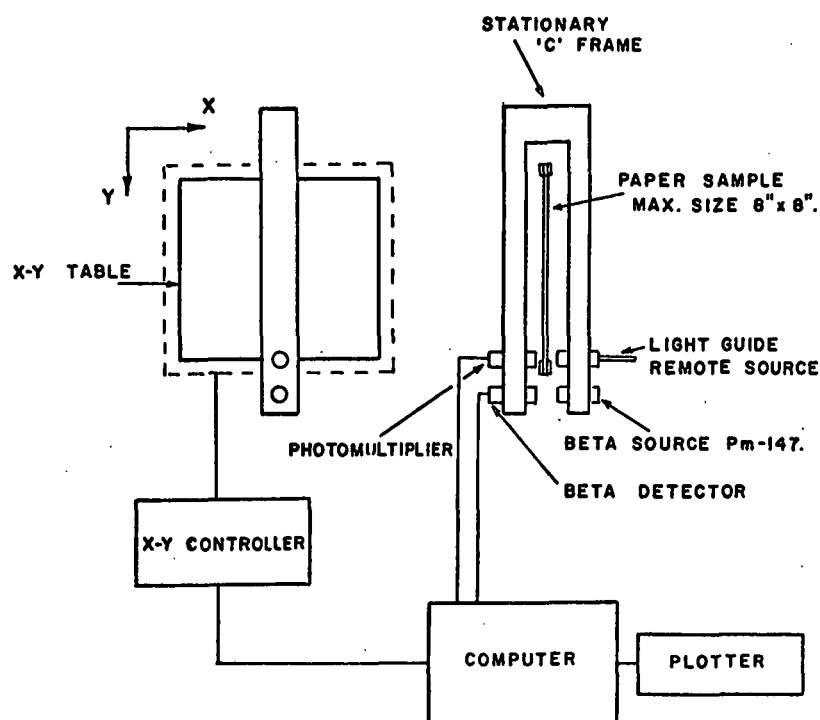 STATIONARY
'C' FRAME
X
Y
PAPER SAMPLE
MAX. SIZE 8" x 8".
X-Y TABLE
LIGHT GUIDE
REMOTE SOURCE
PHOTOMULTIPLIER
BETA SOURCE Pm-147.
BETA DETECTOR
X-Y CONTROLLER
COMPUTER
PLOTTER